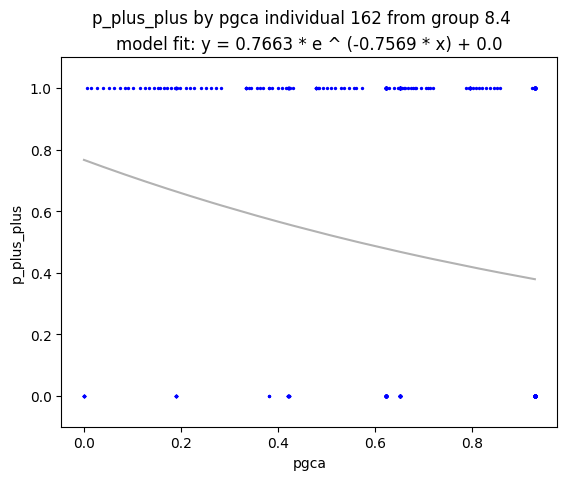 p_plus_plus by pgca individual 162 from group 8.4
model fit: y = 0.7663 * e ^ (-0.7569 * x) + 0.0
1.0
0.8
0.6
0.4
0.2
0.0
p_plus_plus
0.0 0.2 0.4 0.6 0.8
pgca